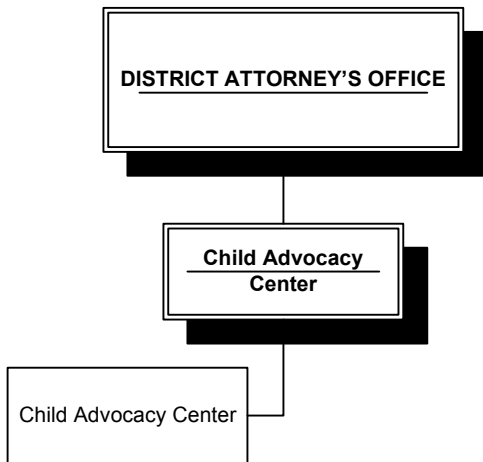 DISTRICT ATTORNEY’S OFFICE
Child Advocacy
Center
Child Advocacy Center